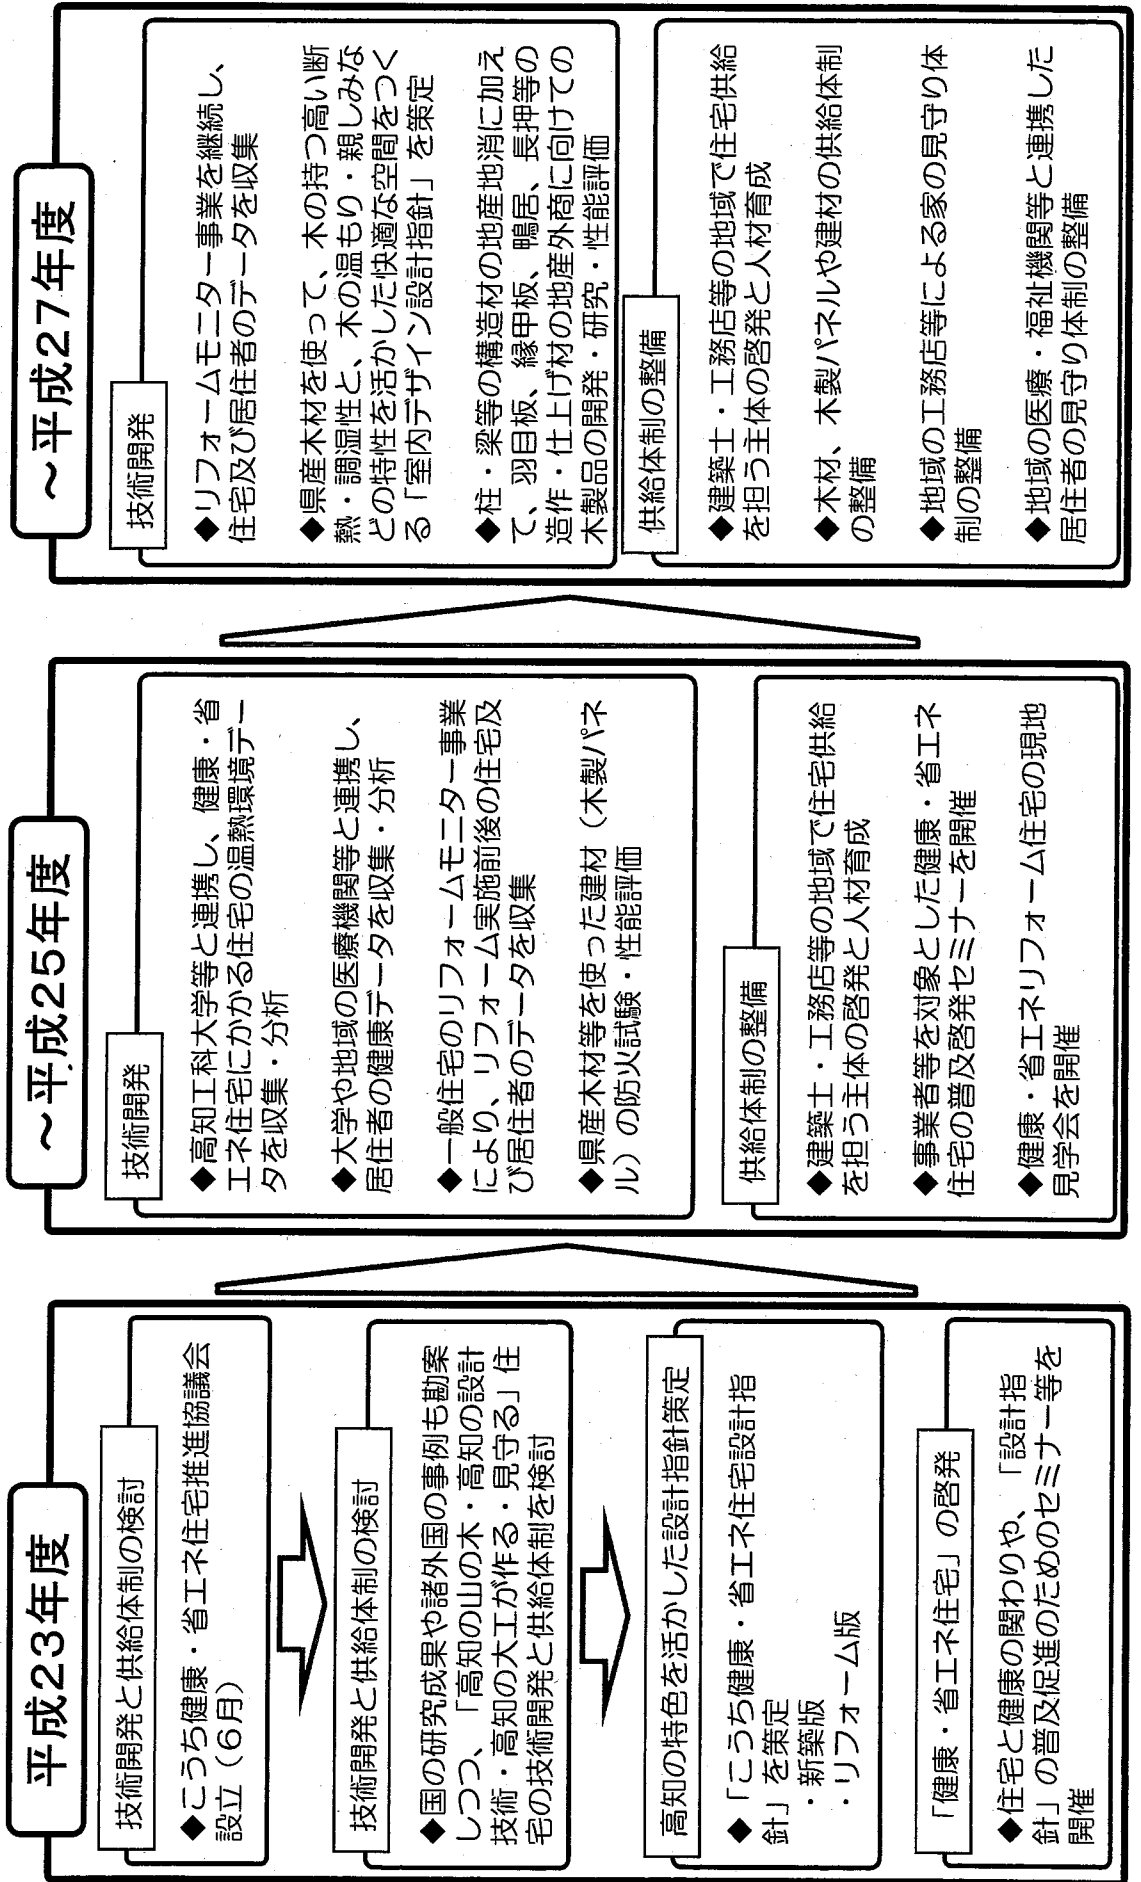 平成23年度
技術開発と供給体制の検討
◆こうち健康・省エネ住宅推進協議会
設立（6月）
技術開発と供給体制の検討
◆国の研究成果や諸外国の事例も勘案
しつつ、「高知の山の木・高知の設計
技術・高知の大工が作る・見守る」住
宅の技術開発と供給体制を検討
高知の特色を活かした設計指針策定
◆「こうち健康・省エネ住宅設計指
針」を策定
・新築版
・リフォーム版
「健康・省エネ住宅」の啓発
◆住宅と健康の関わりや、「設計指
針」の普及促進のためのセミナー等を
開催
～平成25年度
技術開発
◆高知工科大学等と連携し、健康・省
エネ住宅にかかる住宅の温熱環境デー
タを収集・分析
◆大学や地域の医療機関等と連携し、
居住者の健康データを収集・分析
◆一般住宅のリフォームモニター事業
により、リフォーム実施前後の住宅及
び居住者のデータを収集
◆県産木材等を使った建材（木製パネ
ル）の防火試験・性能評価
供給体制の整備
◆建築士・工務店等の地域で住宅供給
を担う主体の啓発と人材育成
◆事業者等を対象とした健康・省エネ
住宅の普及啓発セミナーを開催
◆健康・省エネリフォーム住宅の現地
見学会を開催
～平成27年度
技術開発
◆リフォームモニター事業を継続し、
住宅及び居住者のデータを収集
◆県産木材を使って、木の持つ高い断
熱・調湿性と、木の温もり・親しみな
どの特性を活かした快適な空間をつく
る「室内デザイン設計指針」を策定
◆柱・梁等の構造材の地産地消に加え
て、羽目板、縁甲板、鴨居、長押等の
造作・仕上げ材の地産外商に向けての
木製品の開発・研究・性能評価
供給体制の整備
◆建築士・工務店等の地域で住宅供給
を担う主体の啓発と人材育成
◆木材、木製パネルや建材の供給体制
の整備
◆地域の工務店等による家の見守り体
制の整備
◆地域の医療・福祉機関等と連携した
居住者の見守り体制の整備